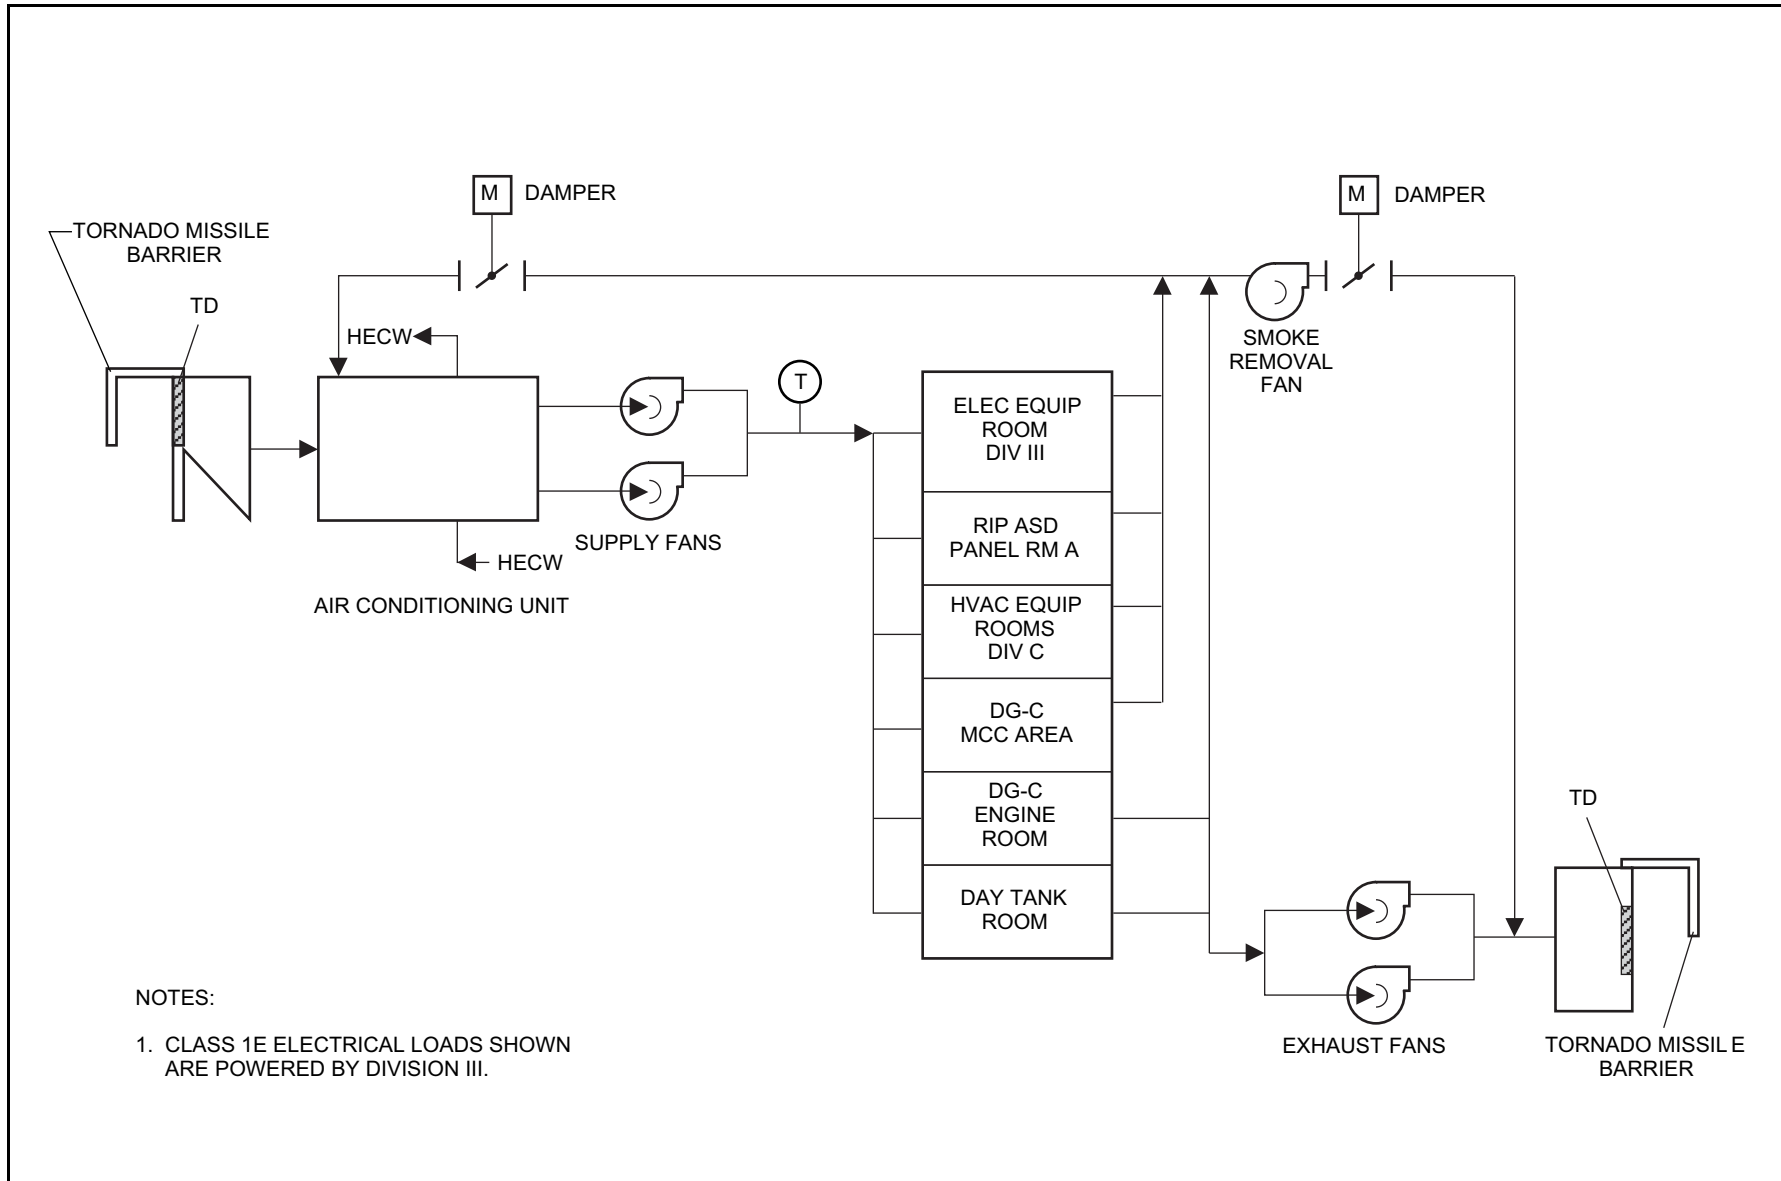 M DAMPER
M DAMPER
TORNADO MISSILE
BARRIER
TD
HECW
T
SMOKE
REMOVAL
FAN
ELEC EQUIP
ROOM
DIV III
RIP ASD
PANEL RM A
SUPPLY FANS
HECW
AIR CONDITIONING UNIT
HVAC EQUIP
ROOMS
DIV C
DG-C
MCC AREA
DG-C
ENGINE
ROOM
TD
DAY TANK
ROOM
NOTES:
1. CLASS 1E ELECTRICAL LOADS SHOWN
ARE POWERED BY DIVISION III.
EXHAUST FANS
TORNADO MISSILE
BARRIER